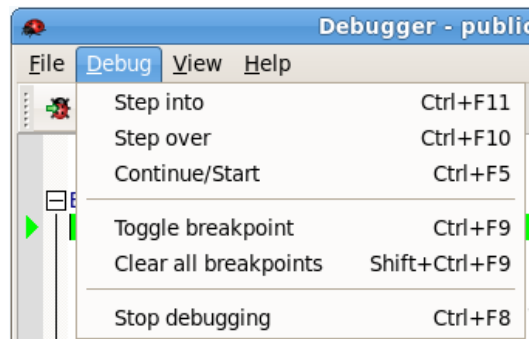 Debugger - public
File Debug View Help
Step into Ctrl+F11
Step over Ctrl+F10
Continue/Start Ctrl+F5
Toggle breakpoint Ctrl+F9
Clear all breakpoints Shift+Ctrl+F9
Stop debugging Ctrl+F8